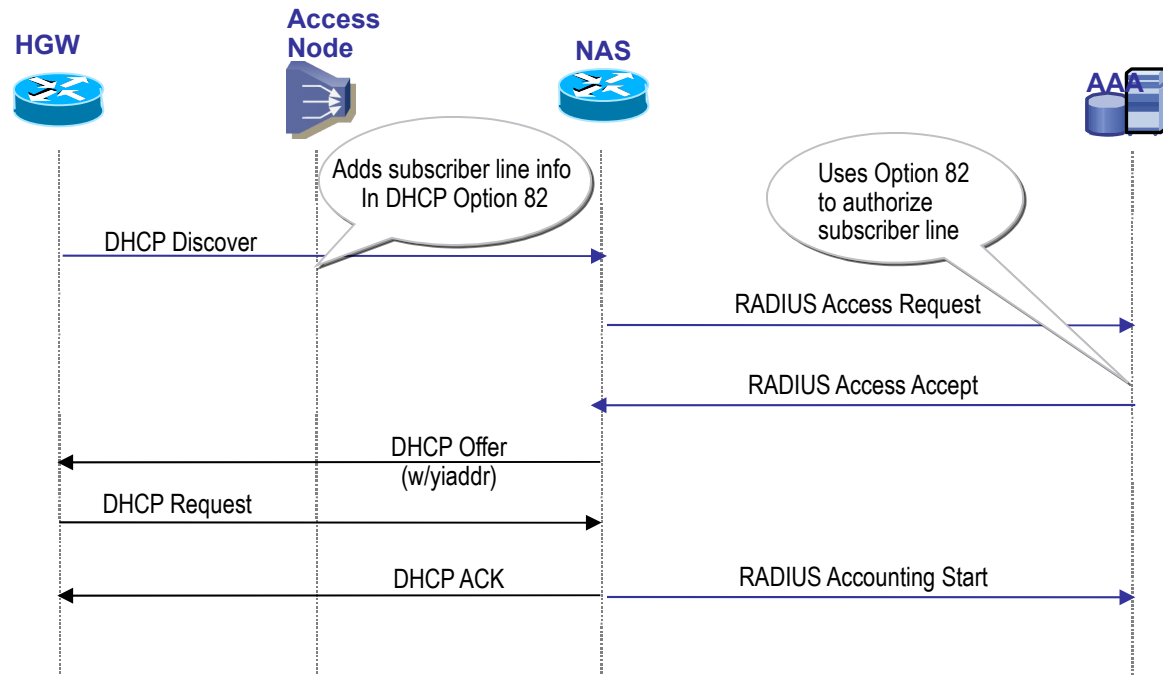 HGW
Access
Node
NAS
AAA
Adds subscriber line info
In DHCP Option 82
Uses Option 82
to authorize
subscriber line
DHCP Discover
RADIUS Access Request
RADIUS Access Accept
DHCP Offer
(w/yiaddr)
DHCP Request
DHCP ACK
RADIUS Accounting Start